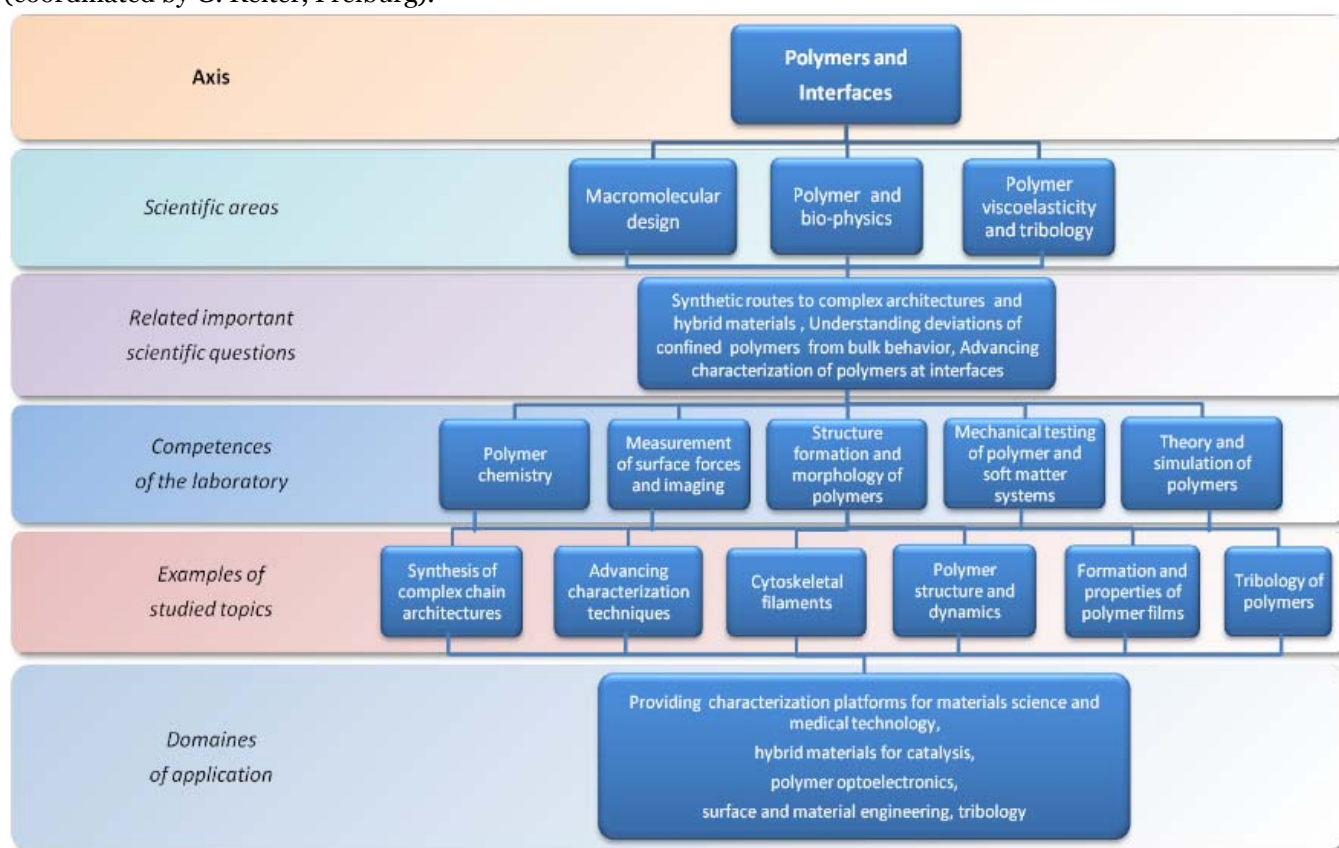 (coordinated by G. Reiter, Freiburg).
Axis
Polymers and
Interfaces
Scientific areas
Macromolecular
design
Polymer and
bio-physics
Polymer
viscoelasticity
and tribology
Related important
scientific questions
Synthetic routes to complex architectures and
hybrid materials , Understanding deviations of
confined polymers from bulk behavior, Advancing
characterization of polymers at interfaces
Competences
of the laboratory
Polymer
chemistry
Measurement
of surface forces
and imaging
Structure
formation and
morphology of
polymers
Mechanical testing
of polymer and
soft matter
systems
Theory and
simulation of
polymers
Examples of
studied topics
Synthesis of
complex chain
architectures
Advancing
characterization
techniques
Cytoskeletal
filaments
Polymer
structure and
dynamics
Formation and
properties of
polymer films
Tribology of
polymers
Domaines
of application
Providing characterization platforms for materials science and
medical technology,
hybrid materials for catalysis,
polymer optoelectronics,
surface and material engineering, tribology